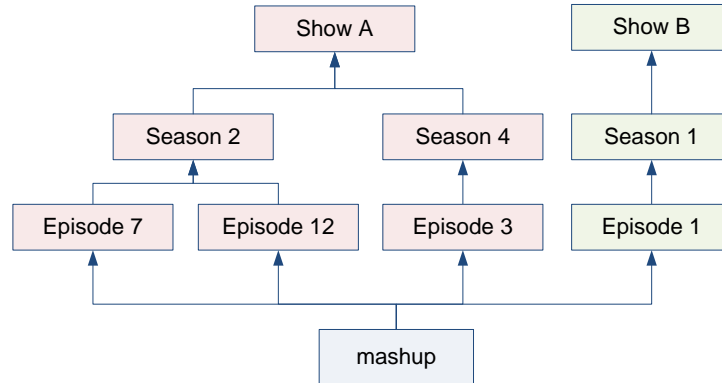 Show A
Show B
Season 2
Season 4
Season 1
Episode 7
Episode 12
Episode 3
Episode 1
mashup